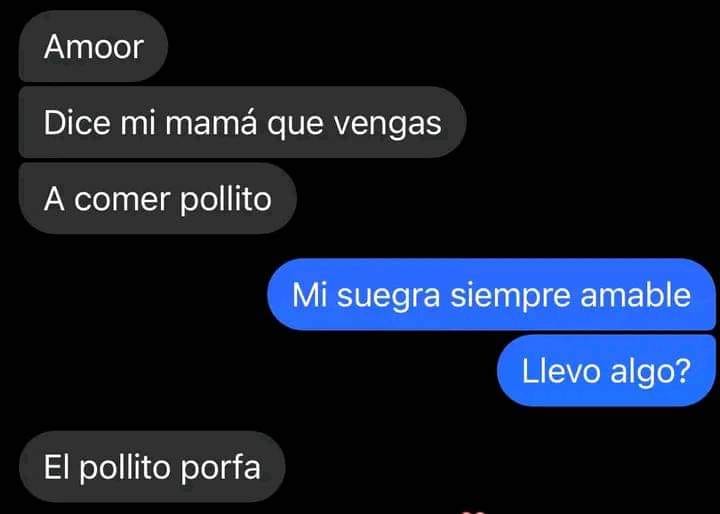 Amoor
Dice mi mamá que vengas
A comer pollito
Mi suegra siempre amable
Llevo algo?
El pollito porfa